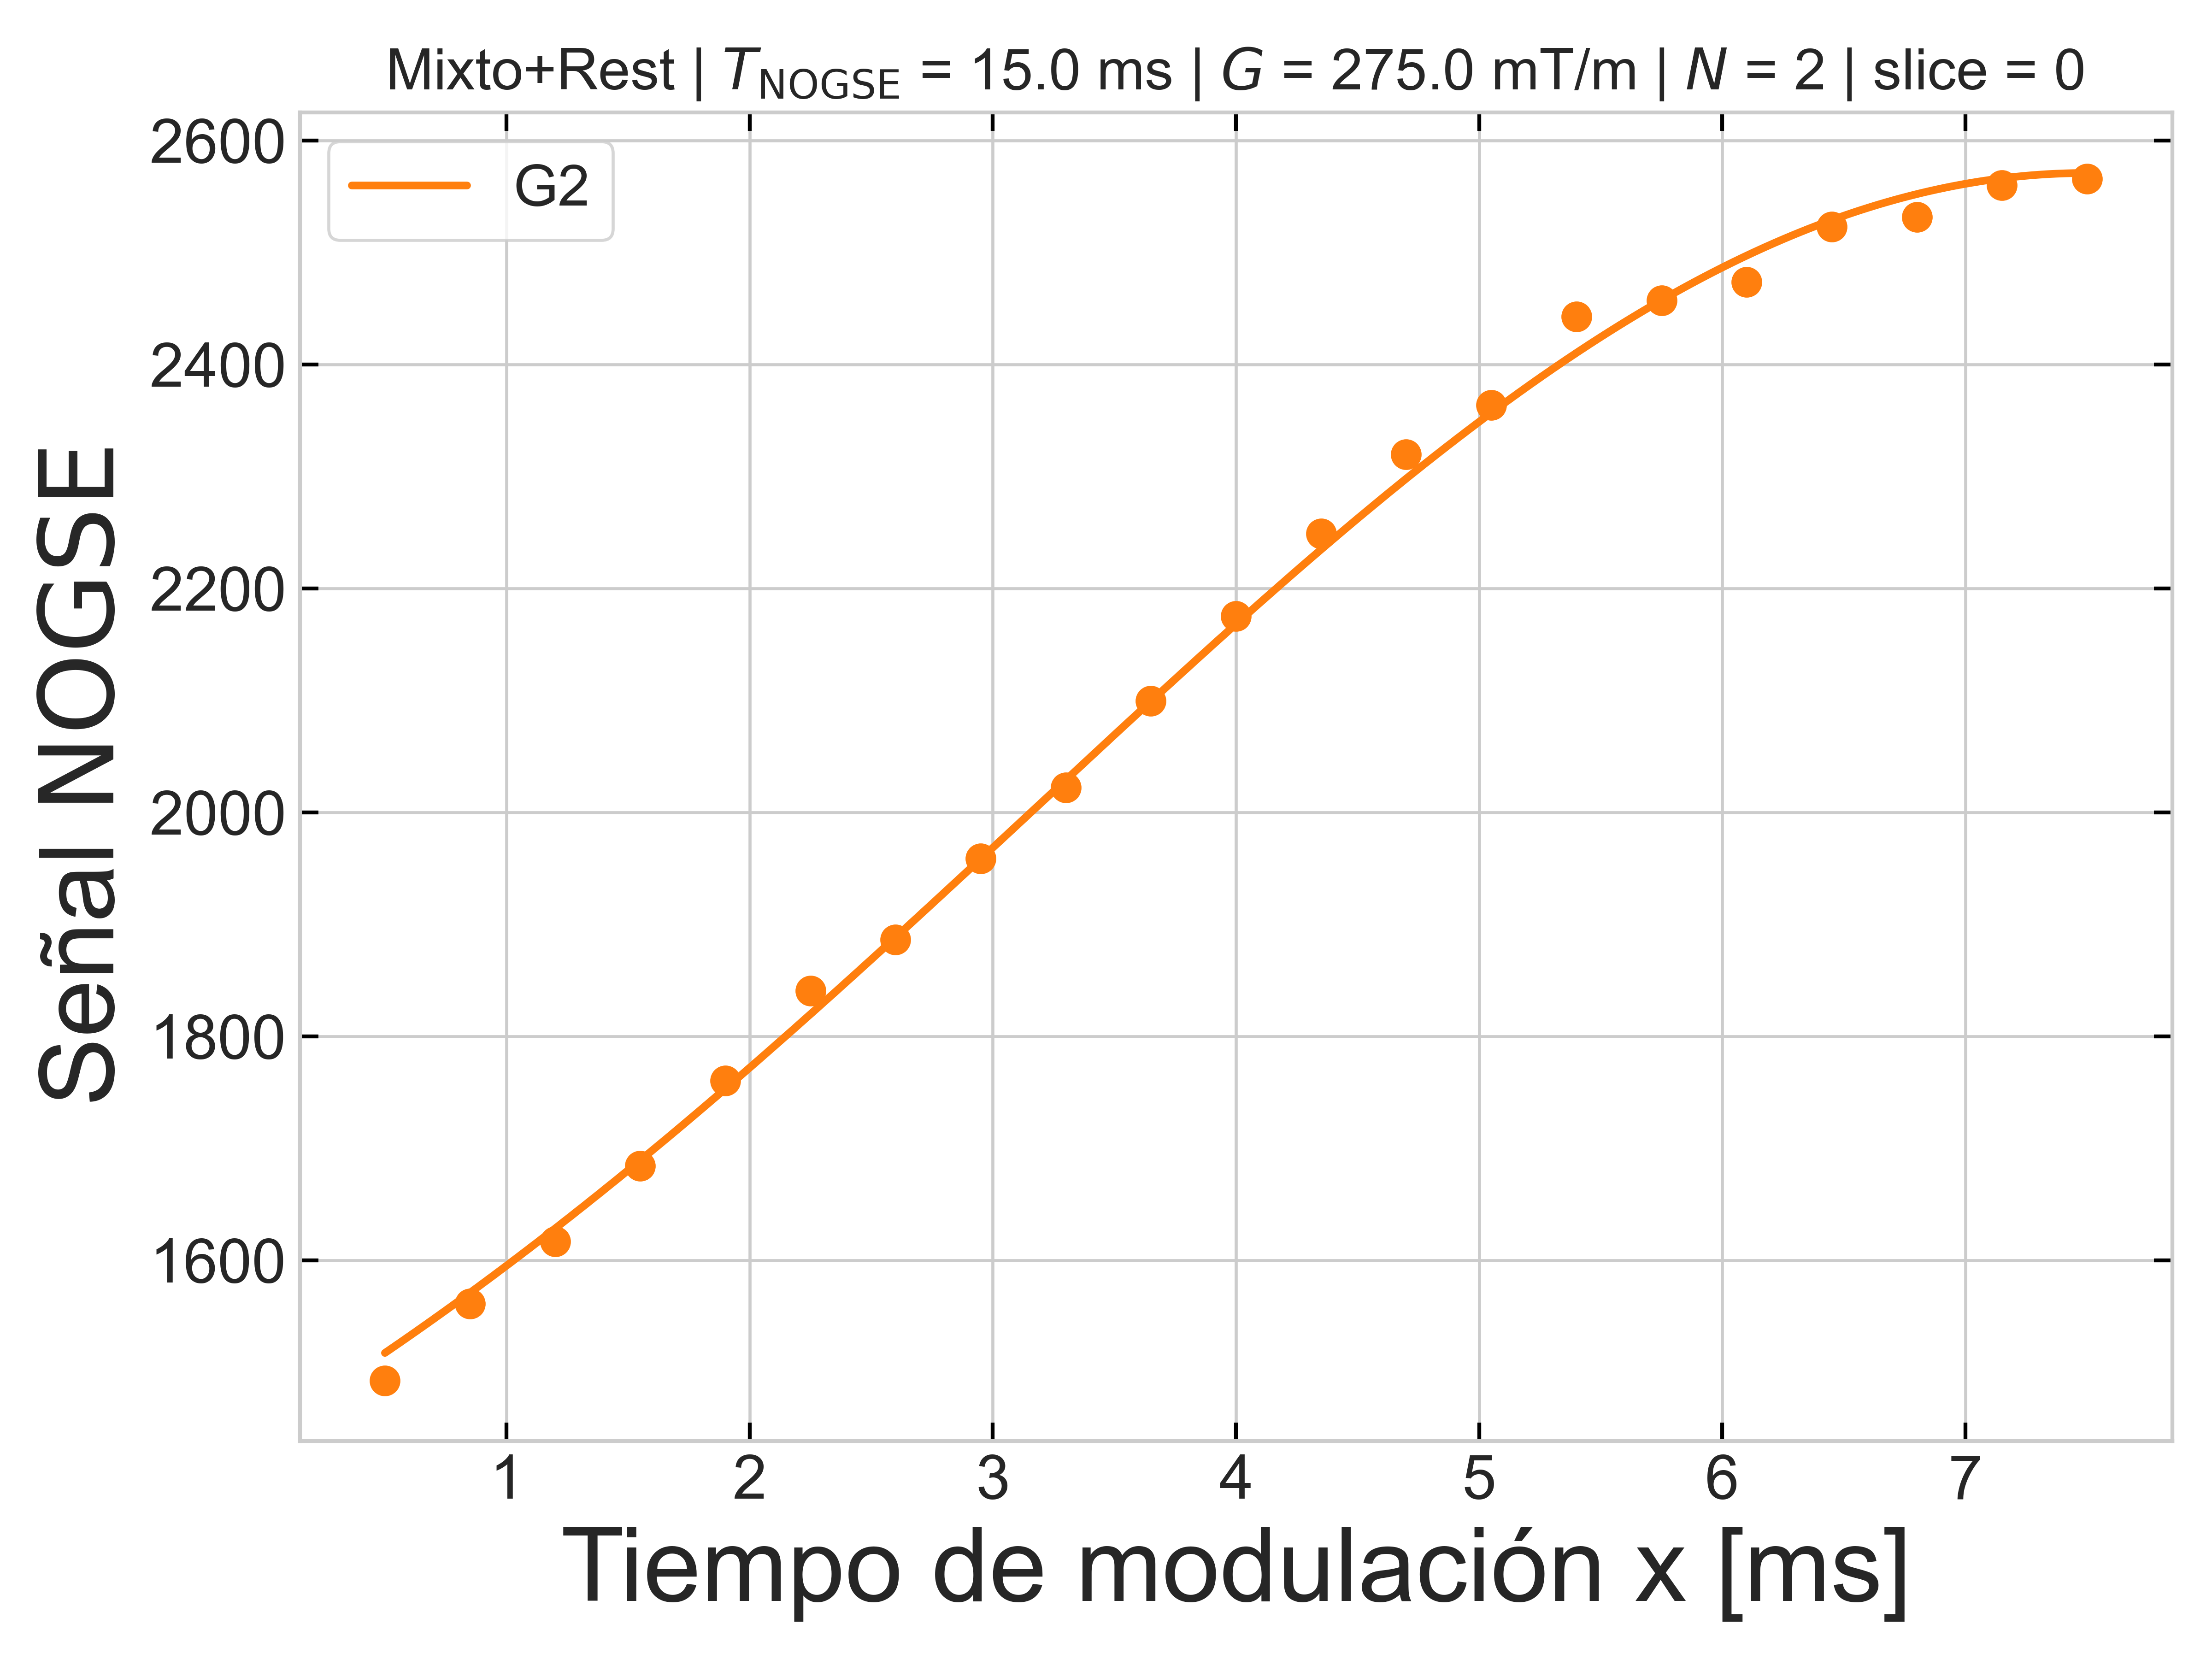 Mixto+Rest | T_NOGSE = 15.0 ms | G = 275.0 mT/m | N = 2 | slice = 0
G2
2600
2400
2200
2000
1800
1600
Señal NOGSE
1 2 3 4 5 6 7
Tiempo de modulación x [ms]